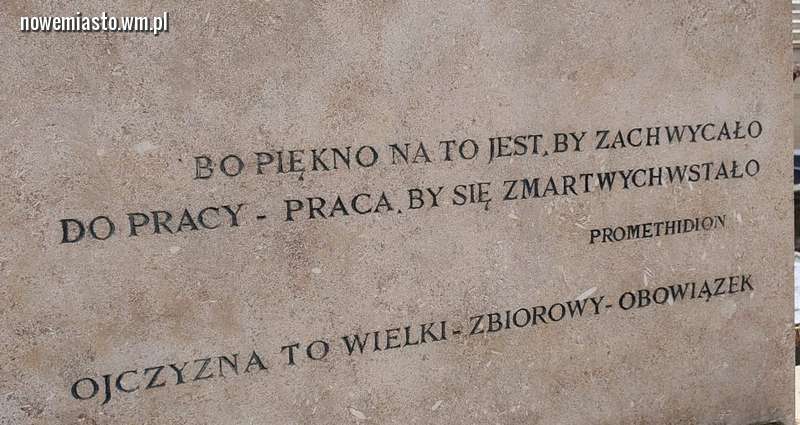 nowemiasto.wm.pl
BO PIĘKNO NA TO JEST, BY ZACHWYCAŁO
DO PRACY - PRACA, BY SIĘ ZMARTWYCHWSTAŁO
PROMETHIDION
OJCZYZNA TO WIELKI - ZBIOROWY - OBOWIĄZEK